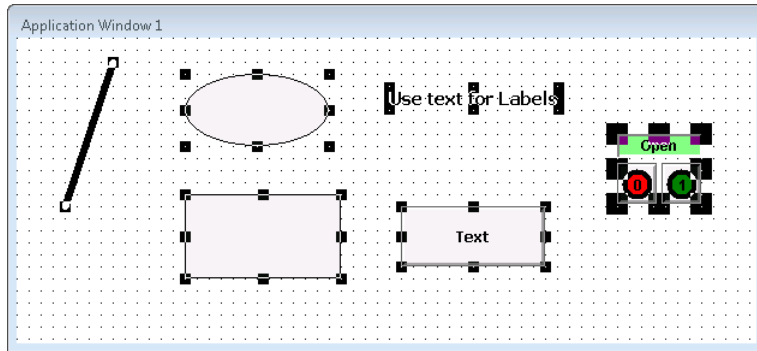 Application Window 1
Use text for Labels
Open
0 1
Text